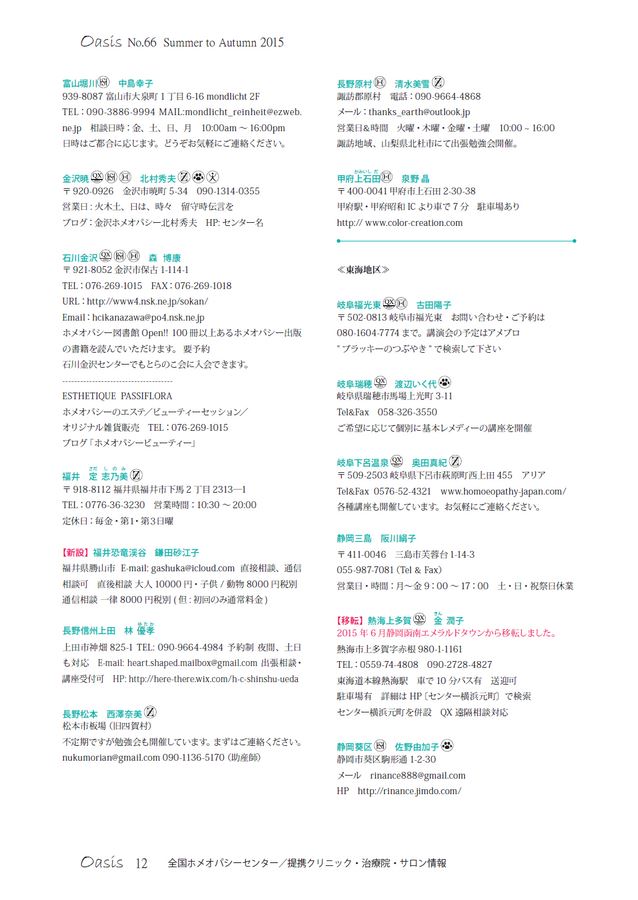 Oasis No.66 Summer to Autumn 2015
富山堀川 中島幸子
939-8087 富山市大泉町 1 丁目 6-16 mondlicht 2F
TEL：090-3886-9994 MAIL:mondlicht_reinheit@ezweb.
ne.jp 相談日時；金、土、日、月 10:00am ～ 16:00pm
日時はご都合に応じます。どうぞお気軽にご連絡ください。
金沢暁 QX 北村秀夫
〒920-0926 金沢市暁町 5-34 090-1314-0355
営業日 : 火木土、日は、時々 留守時伝言を
ブログ：金沢ホメオパシー北村秀夫 HP: センター名
石川金沢 QX 森 博康
〒921-8052 金沢市保古 1-114-1
TEL：076-269-1015 FAX：076-269-1018
URL：http://www4.nsk.ne.jp/sokan/
Email：hcikanazawa@po4.nsk.ne.jp
ホメオパシー図書館 Open!! 100 冊以上あるホメオパシー出版
の書籍を読んでいただけます。 要予約
石川金沢センターでもとらのこ会に入会できます。
-------------------------------------
ESTHETIQUE PASSIFLORA
ホメオパシーのエステ／ビューティーセッション／
オリジナル雑貨販売 TEL：076-269-1015
ブログ「ホメオパシービューティー」
さだ しのみ
福井 定 志乃美
〒918-8112 福井県福井市下馬 2 丁目 2313―1
TEL：0776-36-3230 営業時間：10:30 ～ 20:00
定休日：毎金・第1・第3日曜
【新設】福井恐竜渓谷 鎌田砂江子
福井県勝山市 E-mail: gashuka@icloud.com 直接相談、通信
相談可 直後相談 大人 10000 円・子供 / 動物 8000 円税別
通信相談 一律 8000 円税別 ( 但 : 初回のみ通常料金 )
ゆたか
長野信州上田 林 優孝
上田市神畑 825-1 TEL: 090-9664-4984 予約制 夜間、土日
も対応 E-mail: heart.shaped.mailbox@gmail.com 出張相談・
講座受付可 HP: http://here-there.wix.com/h-c-shinshu-ueda
長野松本 西澤奈美
松本市板場（旧四賀村）
不定期ですが勉強会も開催しています。まずはご連絡ください。
nukumorian@gmail.com 090-1136-5170（助産師）
長野原村 清水美雪
諏訪郡原村 電話：090-9664-4868
メール：thanks_earth@outlook.jp
営業日＆時間 火曜・木曜・金曜・土曜 10:00 ~ 16:00
諏訪地域、山梨県北杜市にて出張勉強会開催。
かみいしだ
甲府上石田 泉野 晶
〒400-0041 甲府市上石田 2-30-38
甲府駅・甲府昭和 IC より車で 7 分 駐車場あり
http:// www.color-creation.com
≪東海地区≫
岐阜福光東 QX 古田陽子
〒502-0813 岐阜市福光東 お問い合わせ・ご予約は
080-1604-7774 まで。講演会の予定はアメブロ
" ブラッキーのつぶやき " で検索して下さい
岐阜瑞穂 QX 渡辺いく代
岐阜県瑞穂市馬場上光町 3-11
Tel&Fax 058-326-3550
ご希望に応じて個別に基本レメディーの講座を開催
岐阜下呂温泉 QX 奥田真紀
〒509-2503 岐阜県下呂市萩原町西上田 455 アリア
Tel&Fax 0576-52-4321 www.homoeopathy-japan.com/
各種講座も開催しています。お気軽にご連絡ください。
静岡三島 阪川絹子
〒411-0046 三島市芙蓉台 1-14-3
055-987-7081（Tel & Fax）
営業日・時間；月～金 9：00 ～ 17：00 土・日・祝祭日休業
きん
【移転】熱海上多賀 QX 金 潤子
2015 年 6 月静岡函南エメラルドタウンから移転しました。
熱海市上多賀字赤根 980-1-1161
TEL：0559-74-4808 090-2728-4827
東海道本線熱海駅 車で 10 分バス有 送迎可
駐車場有 詳細は HP〔センター横浜元町〕で検索
センター横浜元町を併設 QX 遠隔相談対応
静岡葵区 佐野由加子
静岡市葵区駒形通 1-2-30
メール rinance888@gmail.com
HP http://rinance.jimdo.com/
Oasis 12 全国ホメオパシーセンター／提携クリニック・治療院・サロン情報